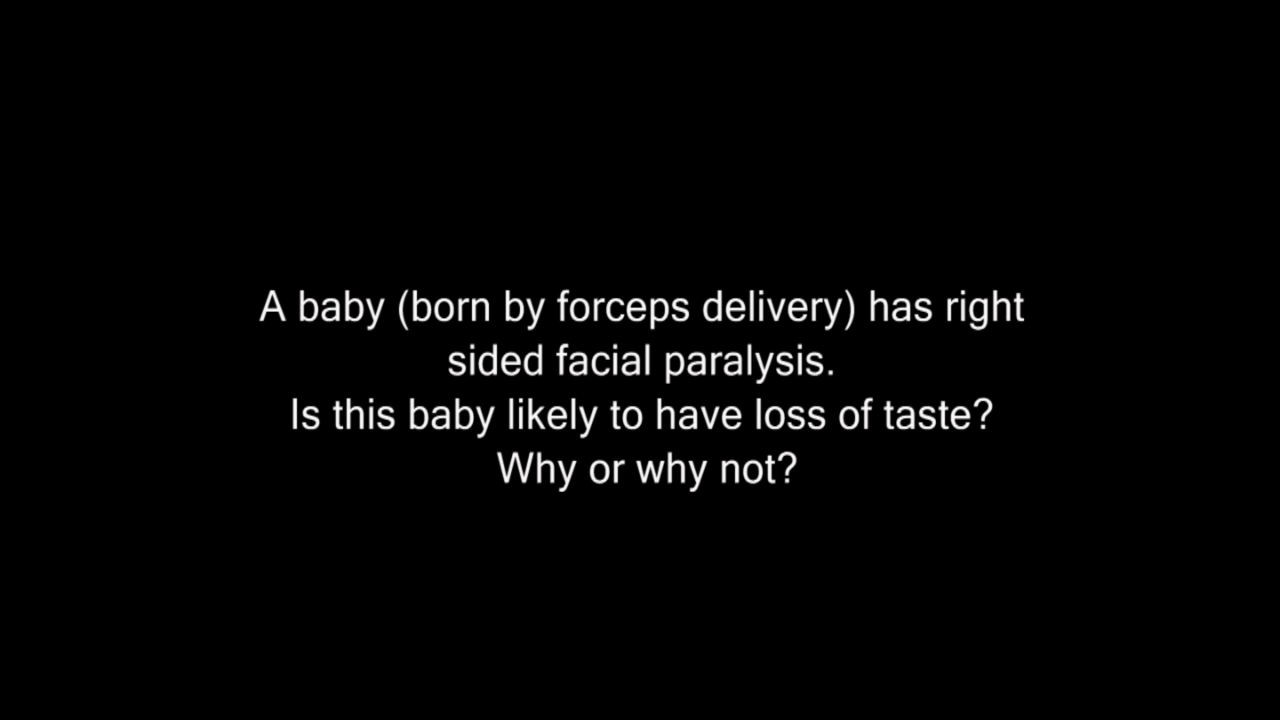 A baby (born by forceps delivery) has right
sided facial paralysis.
Is this baby likely to have loss of taste?
Why or why not?